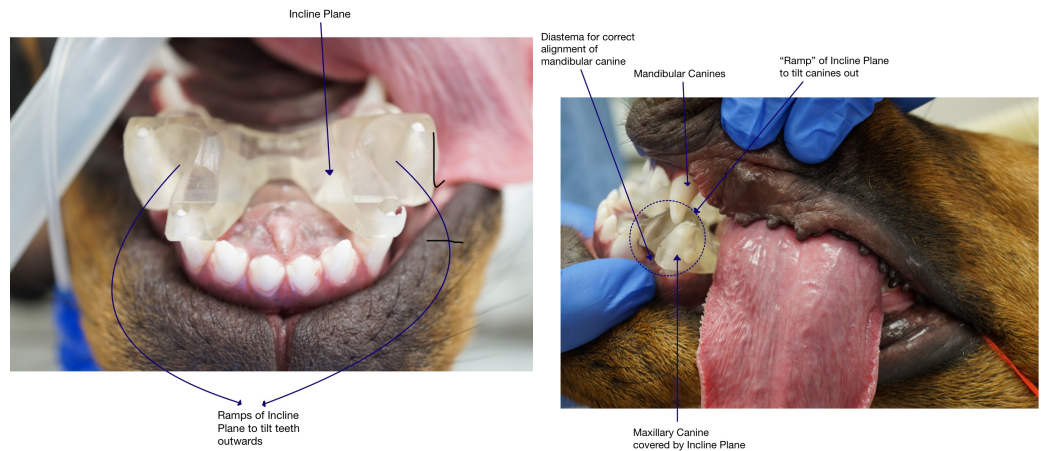 Incline Plane
Ramps of Incline
Plane to tilt teeth
outwards
Diastema for correct
alignment of
mandibular canine
Mandibular Canines
“Ramp” of Incline Plane
to tilt canines out
Maxillary Canine
covered by Incline Plane